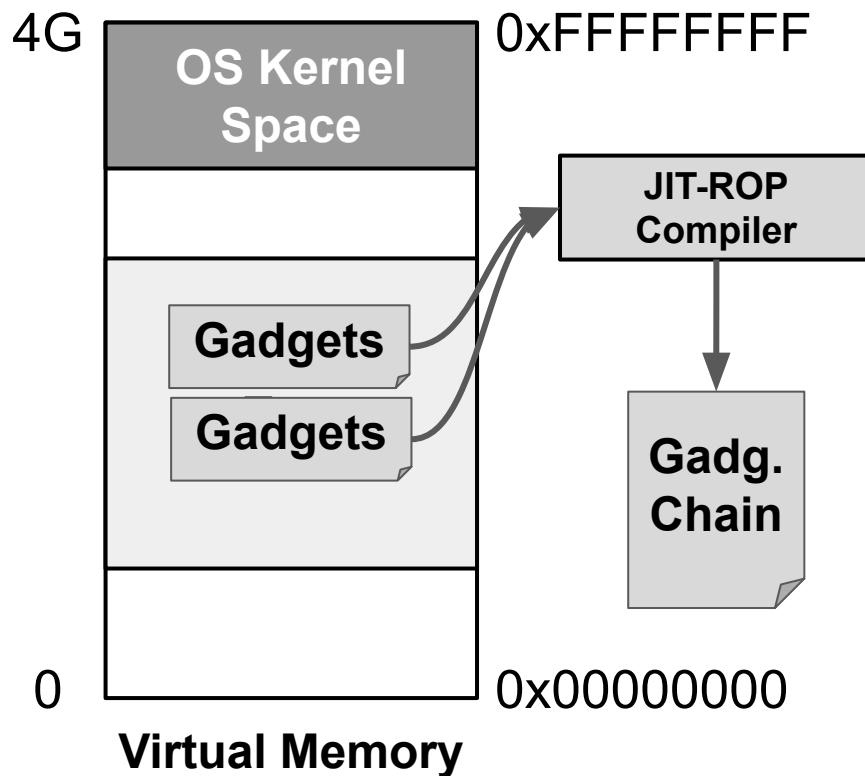 4G
0xFFFFFFFF
OS Kernel
Space
JIT-ROP
Compiler
Gadgets
Gadgets
Gadg.
Chain
0
0x00000000
Virtual Memory